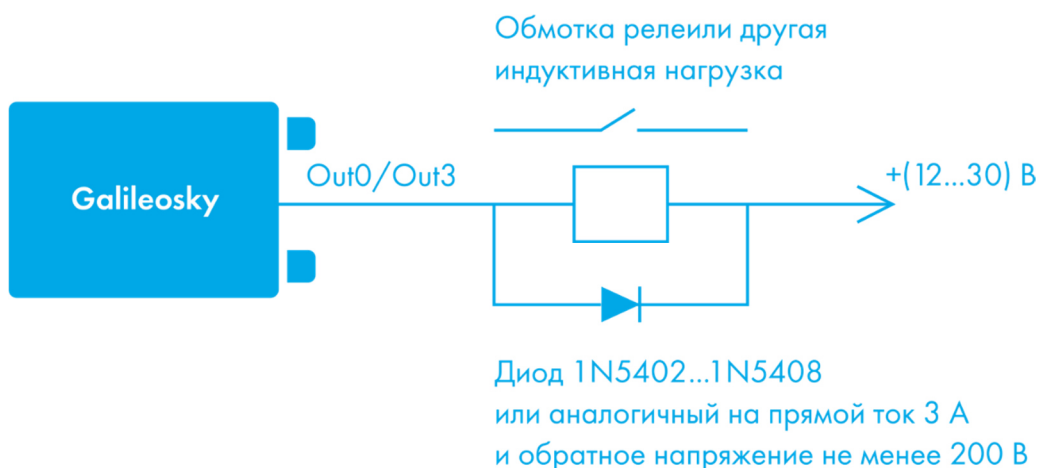 Обмотка релеили другая
индуктивная нагрузка
Galileosky
Out0/Out3
+(12...30) В
Диод 1N5402...1N5408
или аналогичный на прямой ток 3 А
и обратное напряжение не менее 200 В